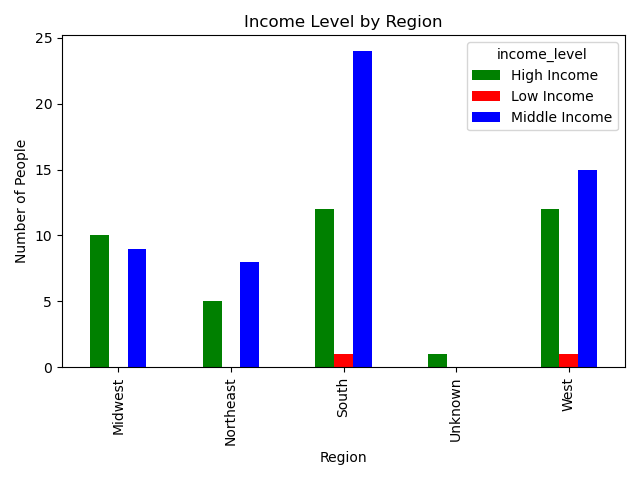 Income Level by Region
income_level
High Income
Low Income
Middle Income
Number of People
25
20
15
10
5
0
Midwest
Northeast
South
Unknown
West
Region